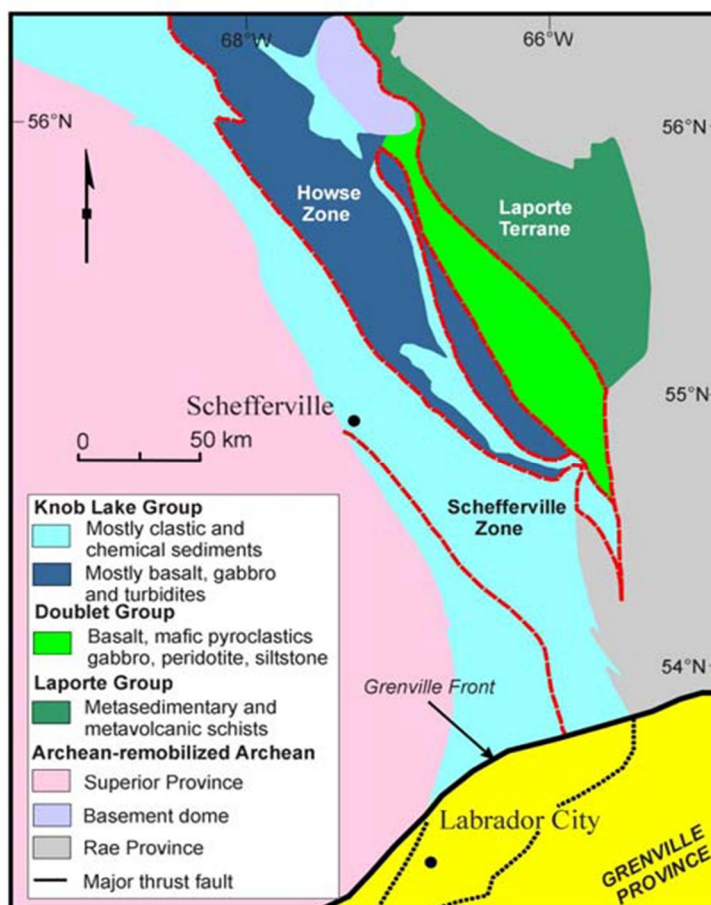 68°W
66°W
56°N
56°N
Howse
Zone
Laporte
Terrane
55°N
Schefferville
0 50 km
Schefferville
Zone
Knob Lake Group
Mostly clastic and
chemical sediments
Mostly basalt, gabbro
and turbidites
Doublet Group
Basalt, mafic pyroclastics
gabbro, peridotite, siltstone
Laporte Group
Metasedimentary and
metavolcanic schists
Archean-remobilized Archean
Superior Province
Basement dome
Rae Province
Major thrust fault
54°N
Grenville Front
Labrador City
GRENVILLE
PROVINCE